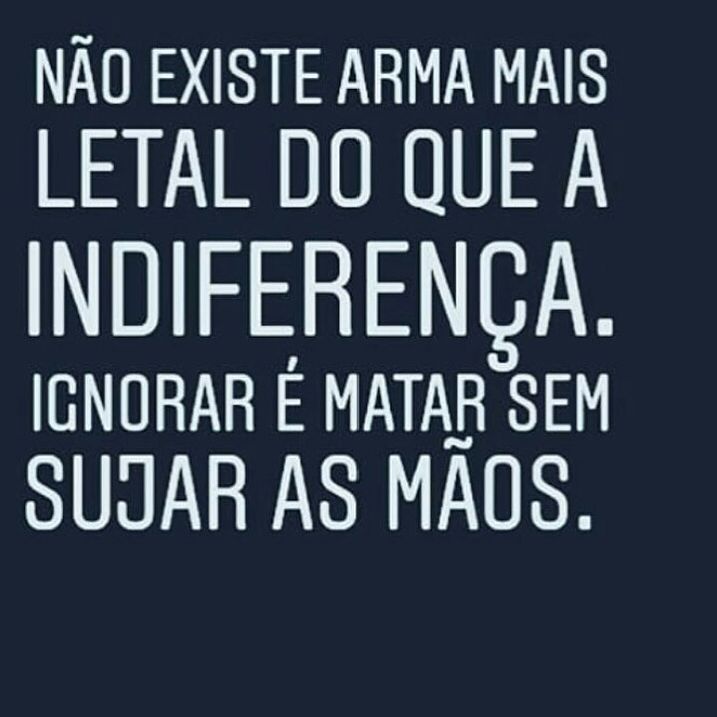 NÃO EXISTE ARMA MAIS
LETAL DO QUE A
INDIFERENÇA.
IGNORAR É MATAR SEM
SUJAR AS MÃOS.